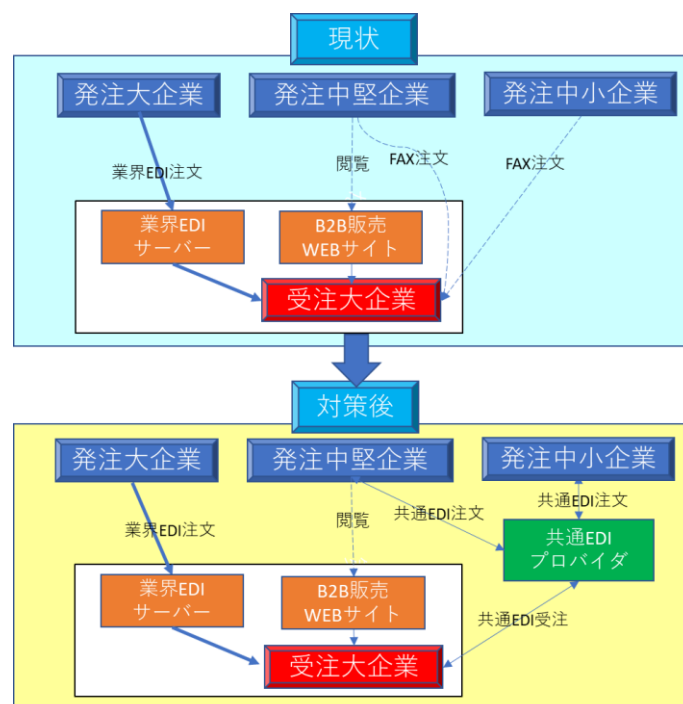 現状
発注大企業
発注中堅企業
発注中小企業
業界EDI注文
閲覧
FAX注文
FAX注文
業界EDI
サーバー
B2B販売
WEBサイト
受注大企業
対策後
発注大企業
発注中堅企業
発注中小企業
業界EDI注文
閲覧
共通EDI注文
共通EDI注文
共通EDI
プロバイダ
業界EDI
サーバー
B2B販売
WEBサイト
共通EDI受注
受注大企業